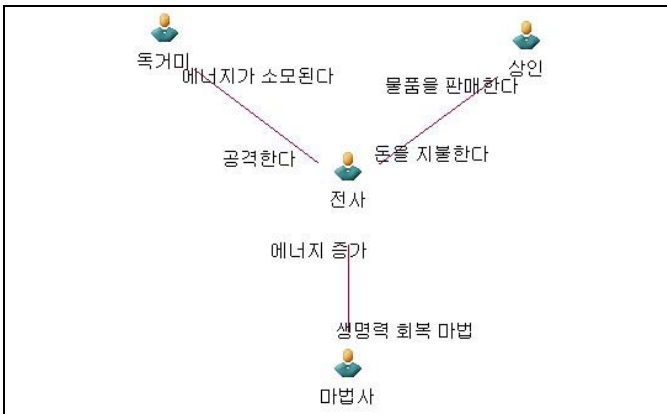 독거미
에너지가 소모된다
상인
물품을 판매한다
공격한다
돈을 지불한다
전사
에너지 증가
생명력 회복 마법
마법사